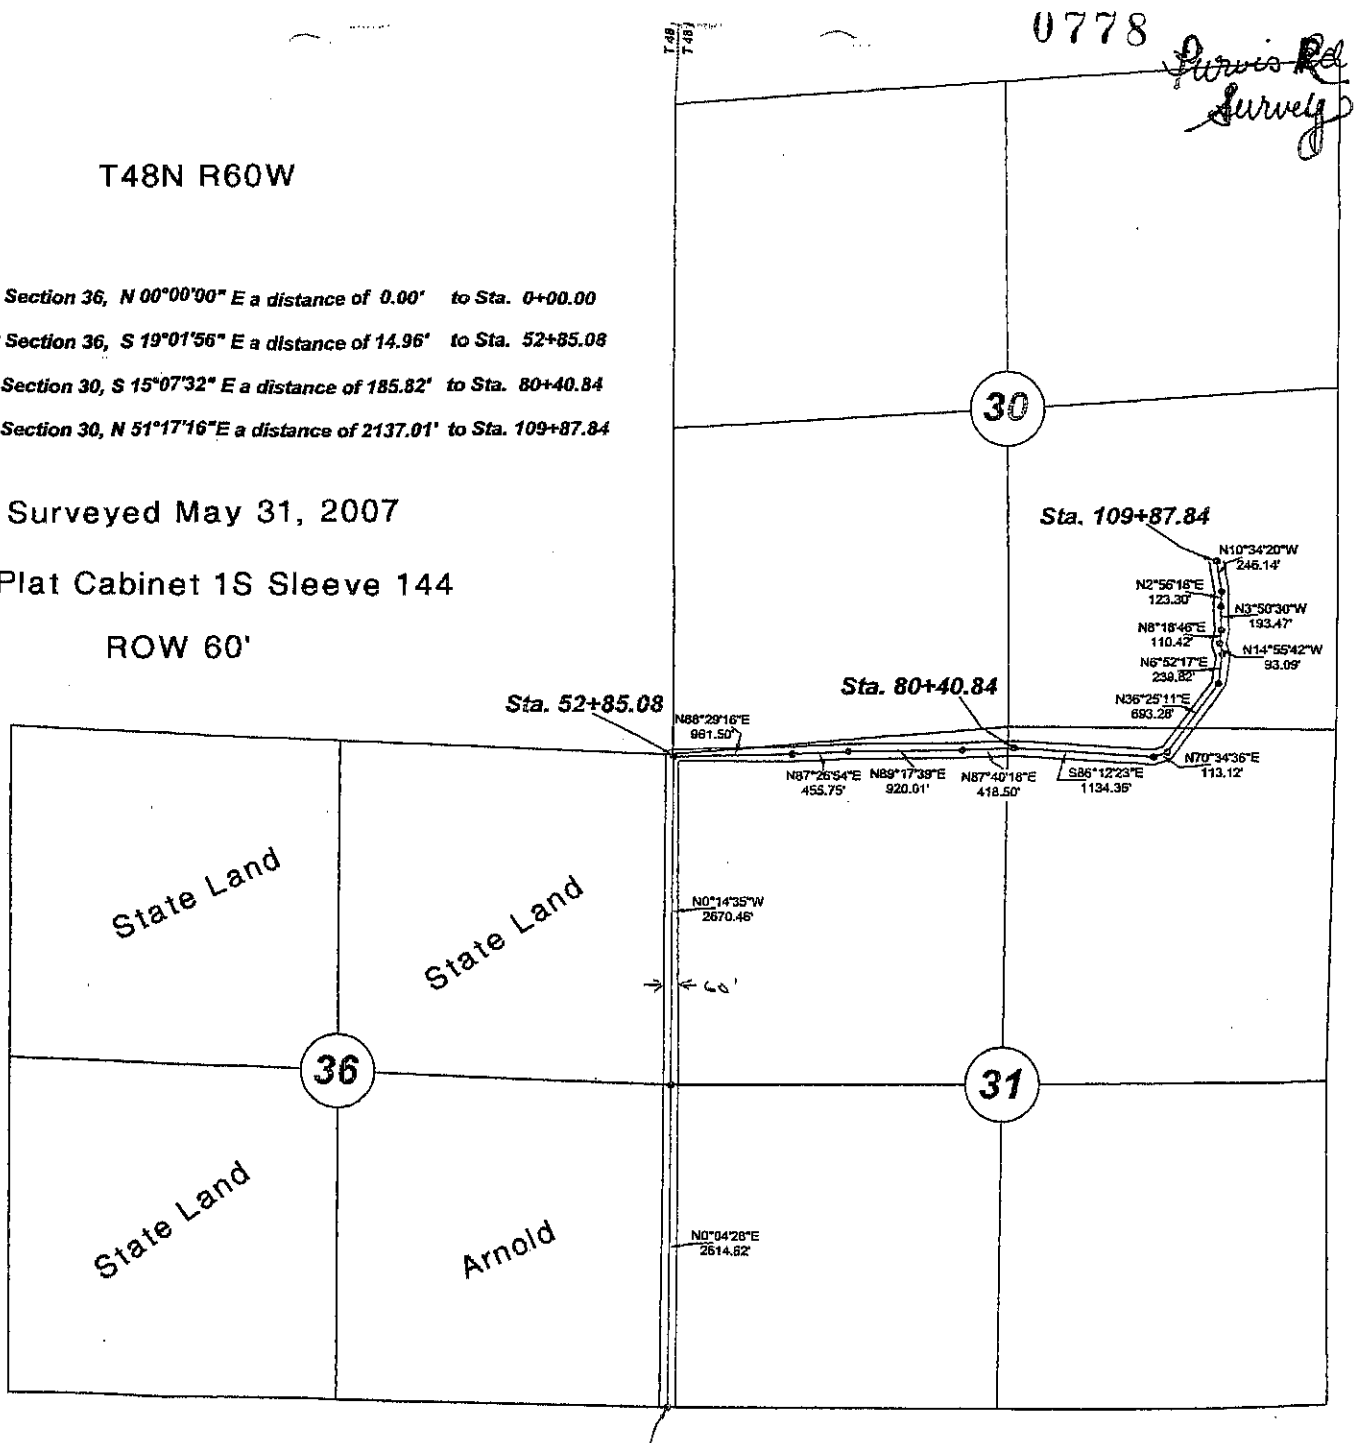 0778
Purvis Rd
Survey
T 48
T 48
T48N R60W
Section 36, N 00°00'00" E a distance of 0.00' to Sta. 0+00.00
Section 36, S 19°01'56" E a distance of 14.96' to Sta. 52+85.08
Section 30, S 15°07'32" E a distance of 185.82' to Sta. 80+40.84
Section 30, N 51°17'16"E a distance of 2137.01' to Sta. 109+87.84
Surveyed May 31, 2007
Plat Cabinet 1S Sleeve 144
ROW 60'
30
Sta. 109+87.84
N10°34'20"W
246.14'
N2°56'18"E
123.30'
N3°50'30"W
193.47'
N8°18'46"E
110.42'
N14°55'42"W
93.09'
N6°52'17"E
239.82'
N36°25'11"E
693.28'
Sta. 52+85.08
Sta. 80+40.84
N88°29'16"E
961.50'
N87°26'54"E
455.75'
N89°17'39"E
920.01'
N87°40'18"E
418.50'
S86°12'23"E
1134.35'
N70°34'36"E
113.12'
State Land
State Land
N0°14'35"W
2670.46'
60'
36
31
State Land
Arnold
N0°04'28"E
2614.62'